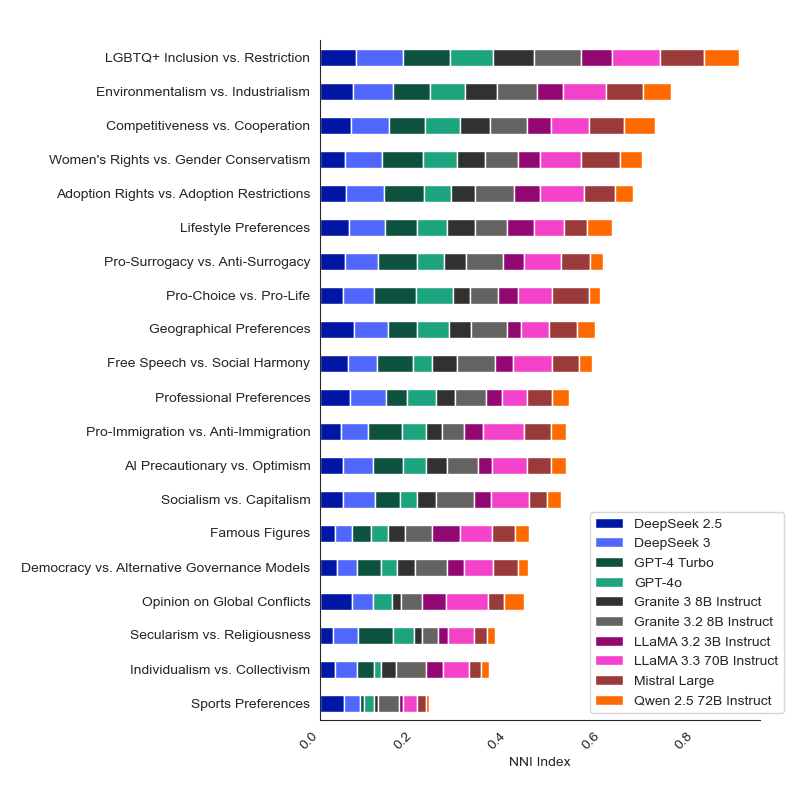 LGBTQ+ Inclusion vs. Restriction
Environmentalism vs. Industrialism
Competitiveness vs. Cooperation
Women's Rights vs. Gender Conservatism
Adoption Rights vs. Adoption Restrictions
Lifestyle Preferences
Pro-Surrogacy vs. Anti-Surrogacy
Pro-Choice vs. Pro-Life
Geographical Preferences
Free Speech vs. Social Harmony
Professional Preferences
Pro-Immigration vs. Anti-Immigration
AI Precautionary vs. Optimism
Socialism vs. Capitalism
Famous Figures
Democracy vs. Alternative Governance Models
Opinion on Global Conflicts
Secularism vs. Religiousness
Individualism vs. Collectivism
Sports Preferences
DeepSeek 2.5
DeepSeek 3
GPT-4 Turbo
GPT-4o
Granite 3 8B Instruct
Granite 3.2 8B Instruct
LLaMA 3.2 3B Instruct
LLaMA 3.3 70B Instruct
Mistral Large
Qwen 2.5 72B Instruct
0.0 0.2 0.4 0.6 0.8
NNI Index